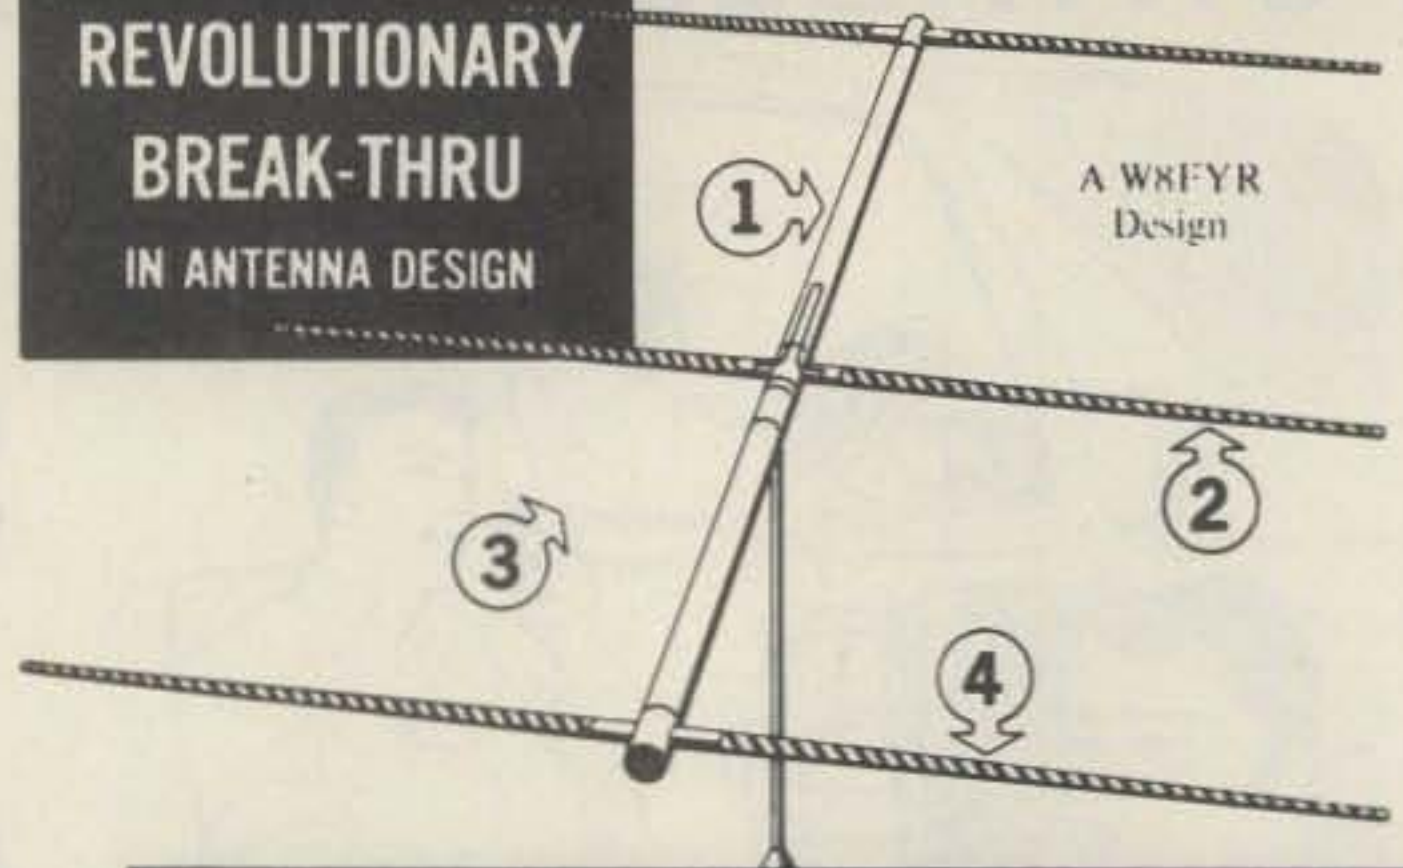 REVOLUTIONARY
BREAK-THRU
IN ANTENNA DESIGN
A W8FYR
Design
1
2
3
4